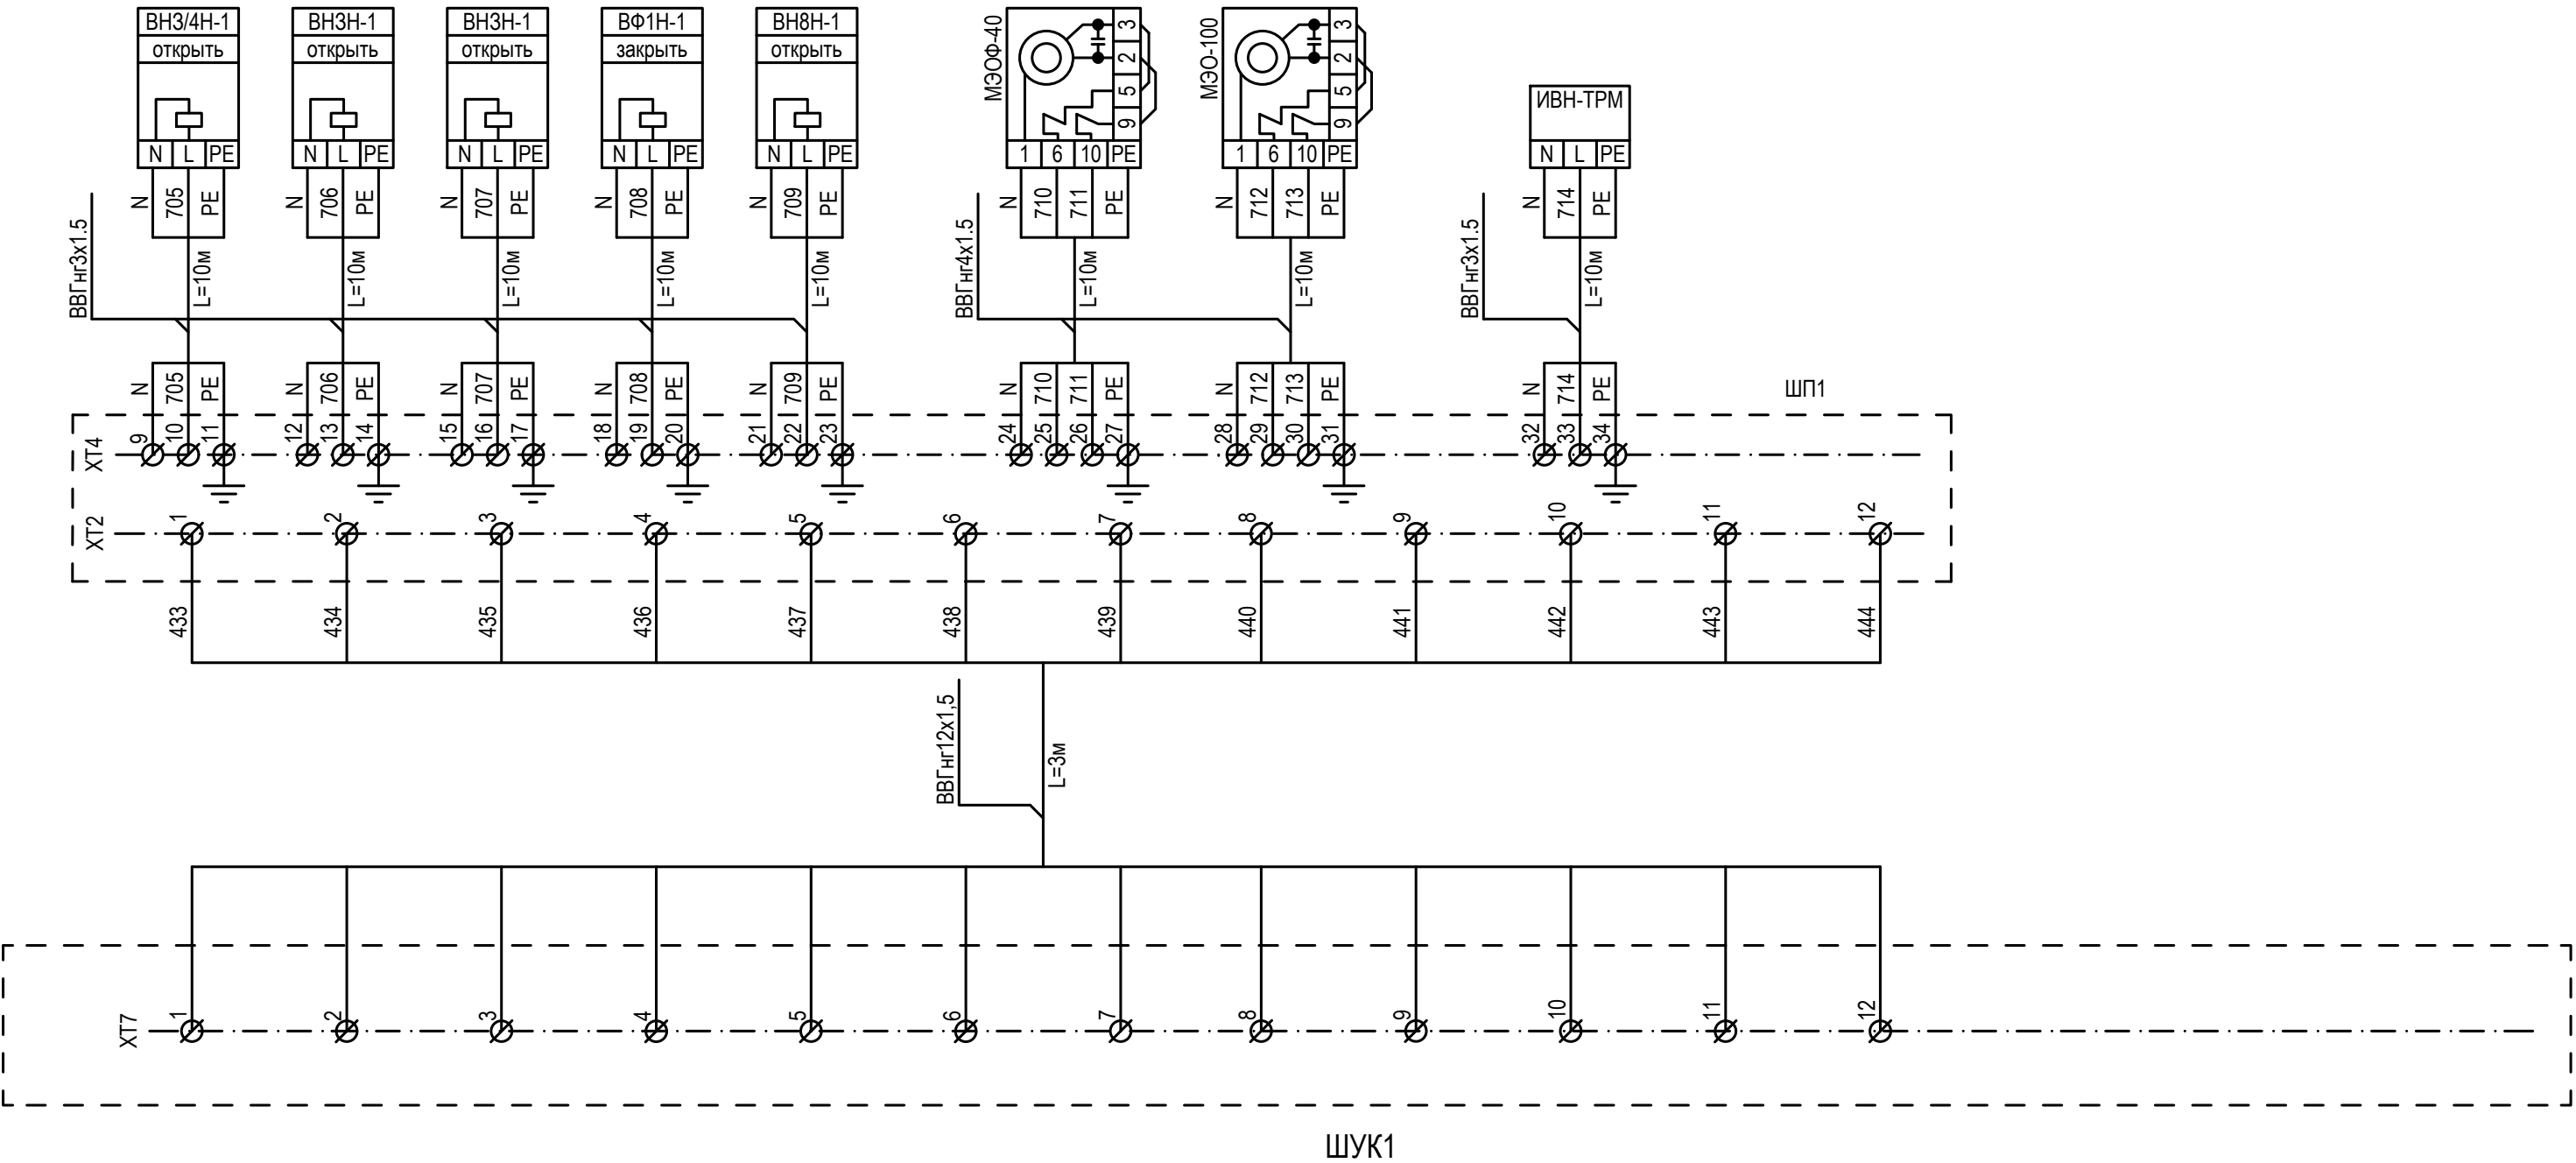 ВН3/4Н-1 ВН3Н-1 ВН3Н-1 ВФ1Н-1 ВН8Н-1
открыть открыть открыть закрыть открыть
МЭОФ-40 3 2 5 9
МЭО-100 3 2 5 9
ИВН-ТРМ
N L PE N L PE N L PE N L PE N L PE 1 6 10 PE 1 6 10 PE N L PE
N 705 PE N 706 PE N 707 PE N 708 PE N 709 PE N 710 711 PE N 712 713 PE N 714 PE
ВВГнг3х1.5 L=10м L=10м L=10м L=10м L=10м ВВГнг4х1.5 L=10м L=10м ВВГнг3х1.5 L=10м
N 705 PE N 706 PE N 707 PE N 708 PE N 709 PE N 710 711 PE N 712 713 PE N 714 PE
ШП1
ХТ4 9 10 11 12 13 14 15 16 17 18 19 20 21 22 23 24 25 26 27 28 29 30 31 32 33 34
ХТ2 1 2 3 4 5 6 7 8 9 10 11 12
433 434 435 436 437 438 439 440 441 442 443 444
ВВГнг12х1,5 L=3м
ХТ7 1 2 3 4 5 6 7 8 9 10 11 12
ШУК1